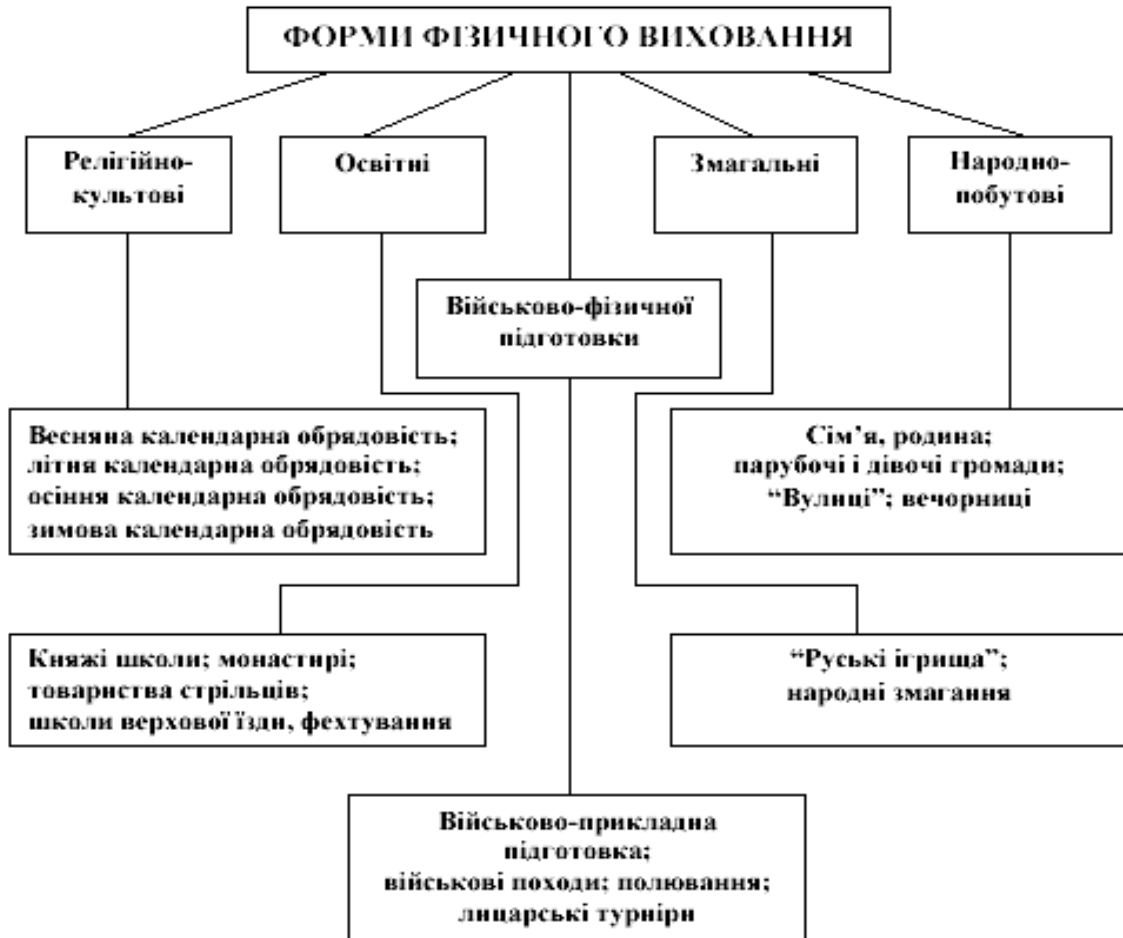 ФОРМИ ФІЗИЧНОГО ВИХОВАННЯ
Релігійно-
культові
Освітні
Змагальні
Народно-
побутові
Військово-фізичної
підготовки
Весняна календарна обрядовість;
літня календарна обрядовість;
осіння календарна обрядовість;
зимова календарна обрядовість
Сім’я, родина;
парубочі і дівочі громади;
“Вулиці”; вечорниці
Княжі школи; монастирі;
товариства стрільців;
школи верхової їзди, фехтування
“Руські ігрища”;
народні змагання
Військово-прикладна
підготовка;
військові походи; полювання;
лицарські турніри